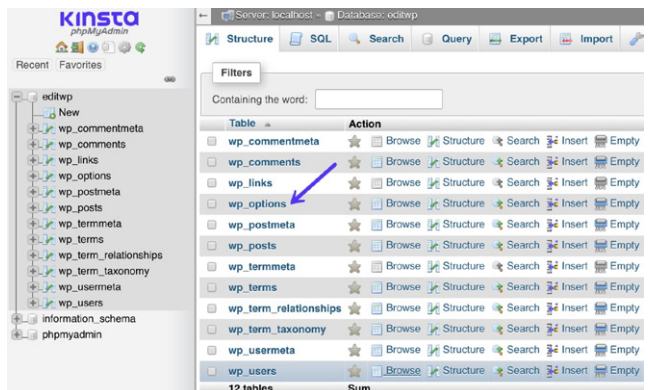 KINSTA
phpMyAdmin
Recent Favorites
editwp
New
wp_commentmeta
wp_comments
wp_links
wp_options
wp_postmeta
wp_posts
wp_termmeta
wp_terms
wp_term_relationships
wp_term_taxonomy
wp_usermeta
wp_users
information_schema
phpmyadmin
Server: localhost » Database: editwp
Structure SQL Search Query Export Import
Filters
Containing the word:
Table Action
wp_commentmeta Browse Structure Search Insert Empty
wp_comments Browse Structure Search Insert Empty
wp_links Browse Structure Search Insert Empty
wp_options Browse Structure Search Insert Empty
wp_postmeta Browse Structure Search Insert Empty
wp_posts Browse Structure Search Insert Empty
wp_termmeta Browse Structure Search Insert Empty
wp_terms Browse Structure Search Insert Empty
wp_term_relationships Browse Structure Search Insert Empty
wp_term_taxonomy Browse Structure Search Insert Empty
wp_usermeta Browse Structure Search Insert Empty
wp_users Browse Structure Search Insert Empty
12 tables Sum